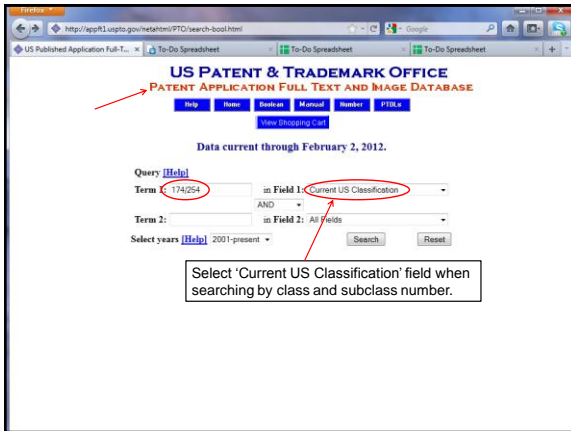 Firefox
http://appft1.uspto.gov/netahtml/PTO/search-bool.html
Google
US Published Application Full-T...
To-Do Spreadsheet
To-Do Spreadsheet
To-Do Spreadsheet
US PATENT & TRADEMARK OFFICE
PATENT APPLICATION FULL TEXT AND IMAGE DATABASE
Help Home Boolean Manual Number PTDLs
View Shopping Cart
Data current through February 2, 2012.
Query [Help]
Term 1: 174/254 in Field 1: Current US Classification
AND
Term 2: in Field 2: All Fields
Select years [Help] 2001-present Search Reset
Select 'Current US Classification' field when
searching by class and subclass number.